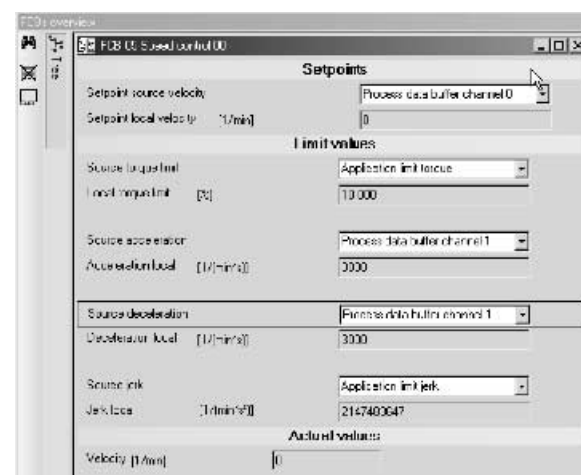 FCBs overview
Tree
FCB 05 Speed control 00
Setpoints
Setpoint source velocity Process data buffer channel 0
Setpoint local velocity [1/min] 0
Limit values
Source torque limit Application limit torque
Local torque limit [%] 10.000
Source acceleration Process data buffer channel 1
Acceleration local [1/(min*s)] 3000
Source deceleration Process data buffer channel 1
Deceleration local [1/(min*s)] 3000
Source jerk Application limit jerk
Jerk local [1/(min*s²)] 2147483647
Actual values
Velocity [1/min] 0